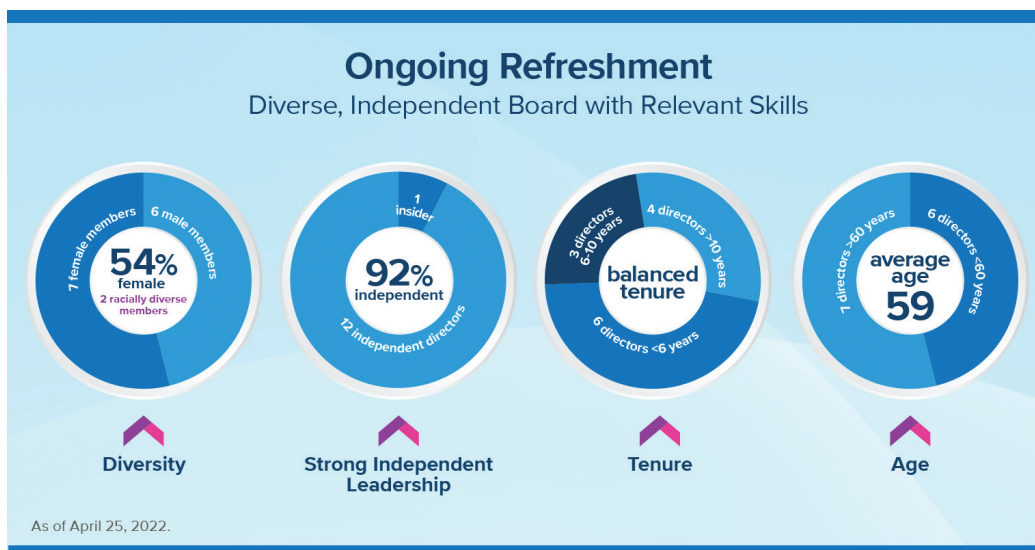 Ongoing Refreshment
Diverse, Independent Board with Relevant Skills
7 female members
6 male members
54%
female
2 racially diverse
members
Diversity
1
insider
92%
independent
12 independent directors
Strong Independent
Leadership
3 directors
6-10 years
4 directors >10 years
balanced
tenure
6 directors <6 years
Tenure
7 directors >60 years
6 directors <60 years
average
age
59
Age
As of April 25, 2022.